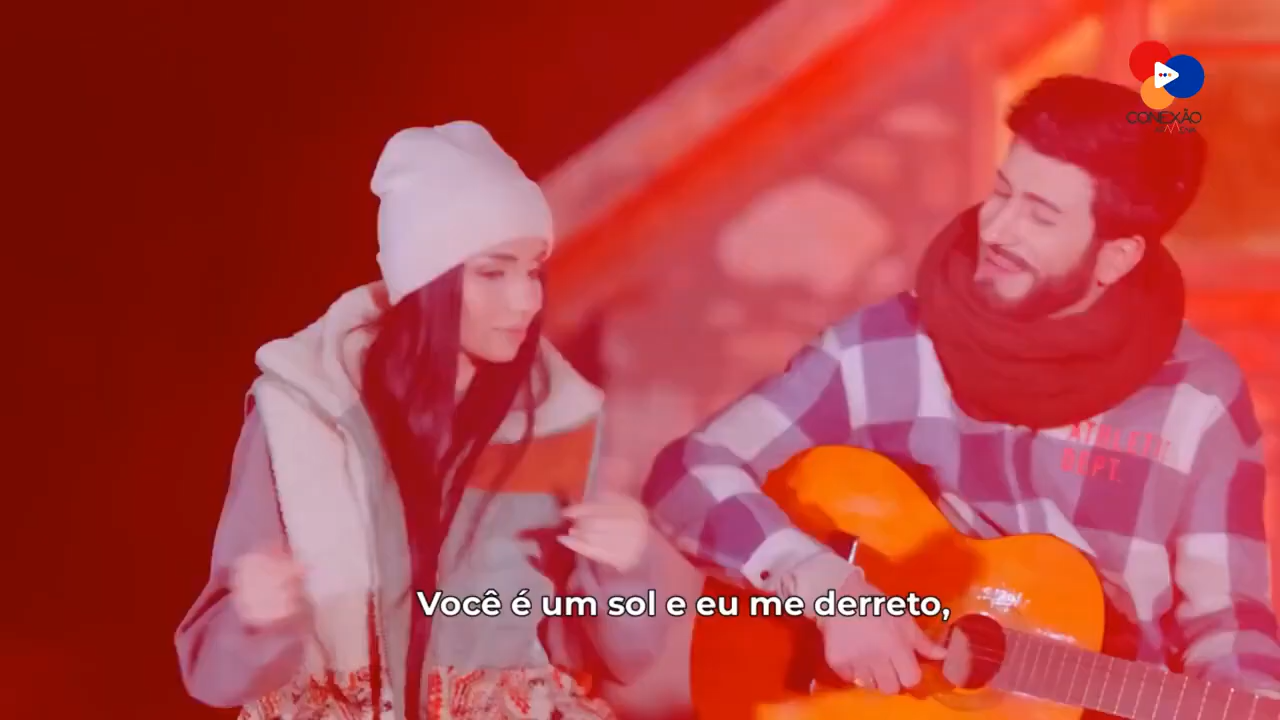 CONEXÃO
ATHLETIC
DEPT.
Você é um sol e eu me derreto,